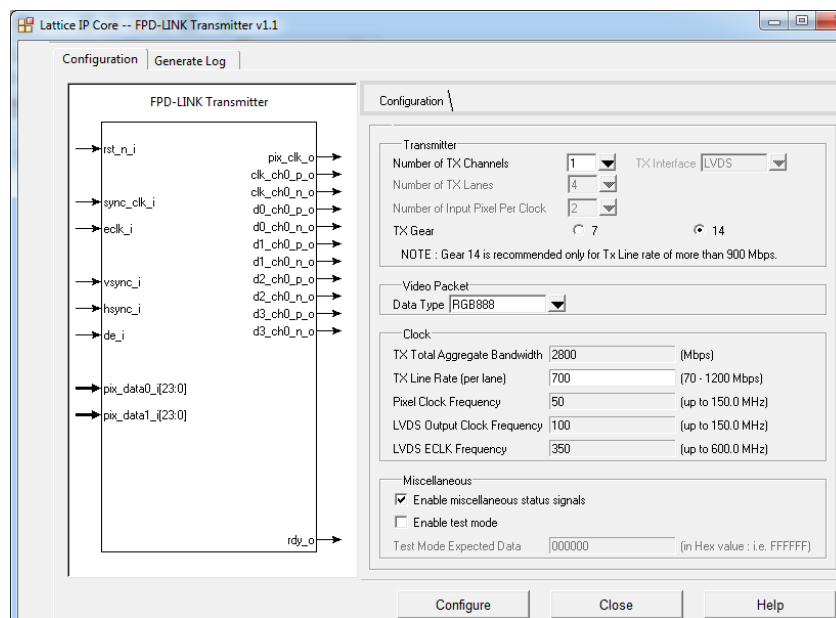 Lattice IP Core -- FPD-LINK Transmitter v1.1
Configuration
Generate Log
FPD-LINK Transmitter
rst_n_i
sync_clk_i
eclk_i
vsync_i
hsync_i
de_i
pix_data0_i[23:0]
pix_data1_i[23:0]
pix_clk_o
clk_ch0_p_o
clk_ch0_n_o
d0_ch0_p_o
d0_ch0_n_o
d1_ch0_p_o
d1_ch0_n_o
d2_ch0_p_o
d2_ch0_n_o
d3_ch0_p_o
d3_ch0_n_o
rdy_o
Configuration
Transmitter
Number of TX Channels 1 TX Interface LVDS
Number of TX Lanes 4
Number of Input Pixel Per Clock 2
TX Gear 7 14
NOTE : Gear 14 is recommended only for Tx Line rate of more than 900 Mbps.
Video Packet
Data Type RGB888
Clock
TX Total Aggregate Bandwidth 2800 (Mbps)
TX Line Rate (per lane) 700 (70 - 1200 Mbps)
Pixel Clock Frequency 50 (up to 150.0 MHz)
LVDS Output Clock Frequency 100 (up to 150.0 MHz)
LVDS ECLK Frequency 350 (up to 600.0 MHz)
Miscellaneous
Enable miscellaneous status signals
Enable test mode
Test Mode Expected Data 000000 (in Hex value : i.e. FFFFFF)
Configure Close Help